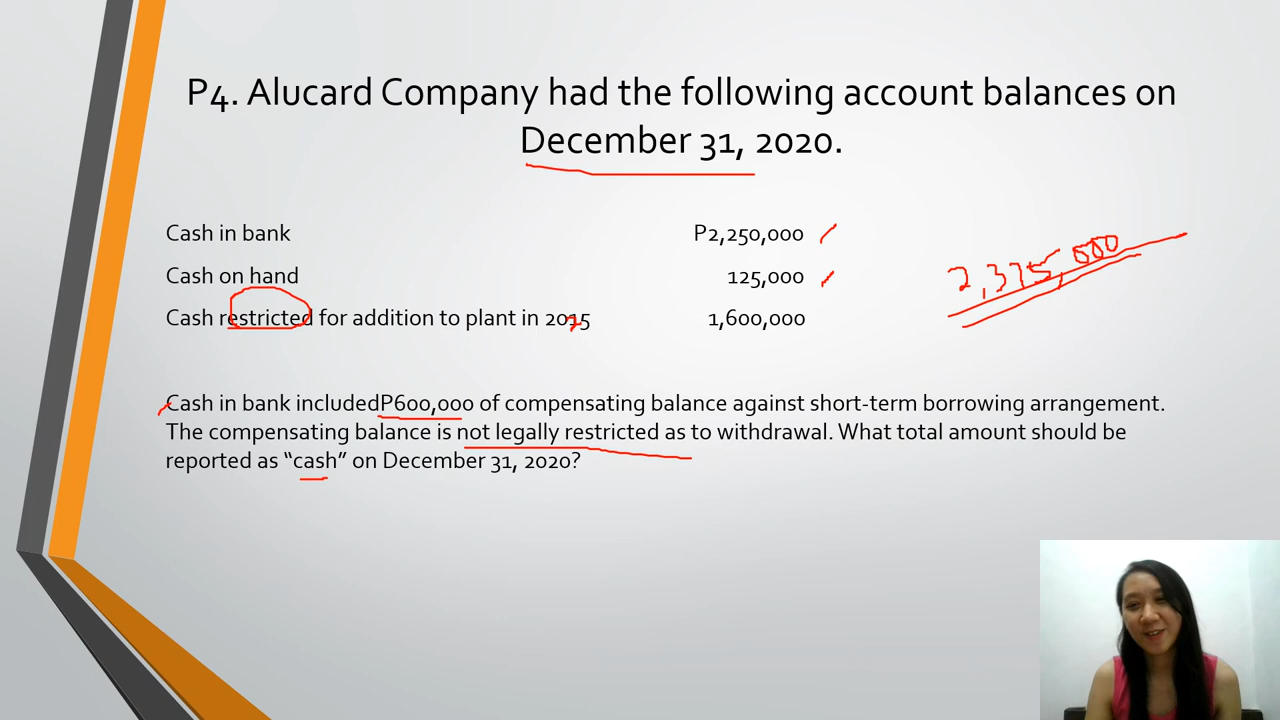 P4. Alucard Company had the following account balances on
December 31, 2020.
Cash in bank P2,250,000
Cash on hand 125,000
2,375,000
Cash restricted for addition to plant in 2015 1,600,000
Cash in bank includedP600,000 of compensating balance against short-term borrowing arrangement.
The compensating balance is not legally restricted as to withdrawal. What total amount should be
reported as “cash” on December 31, 2020?